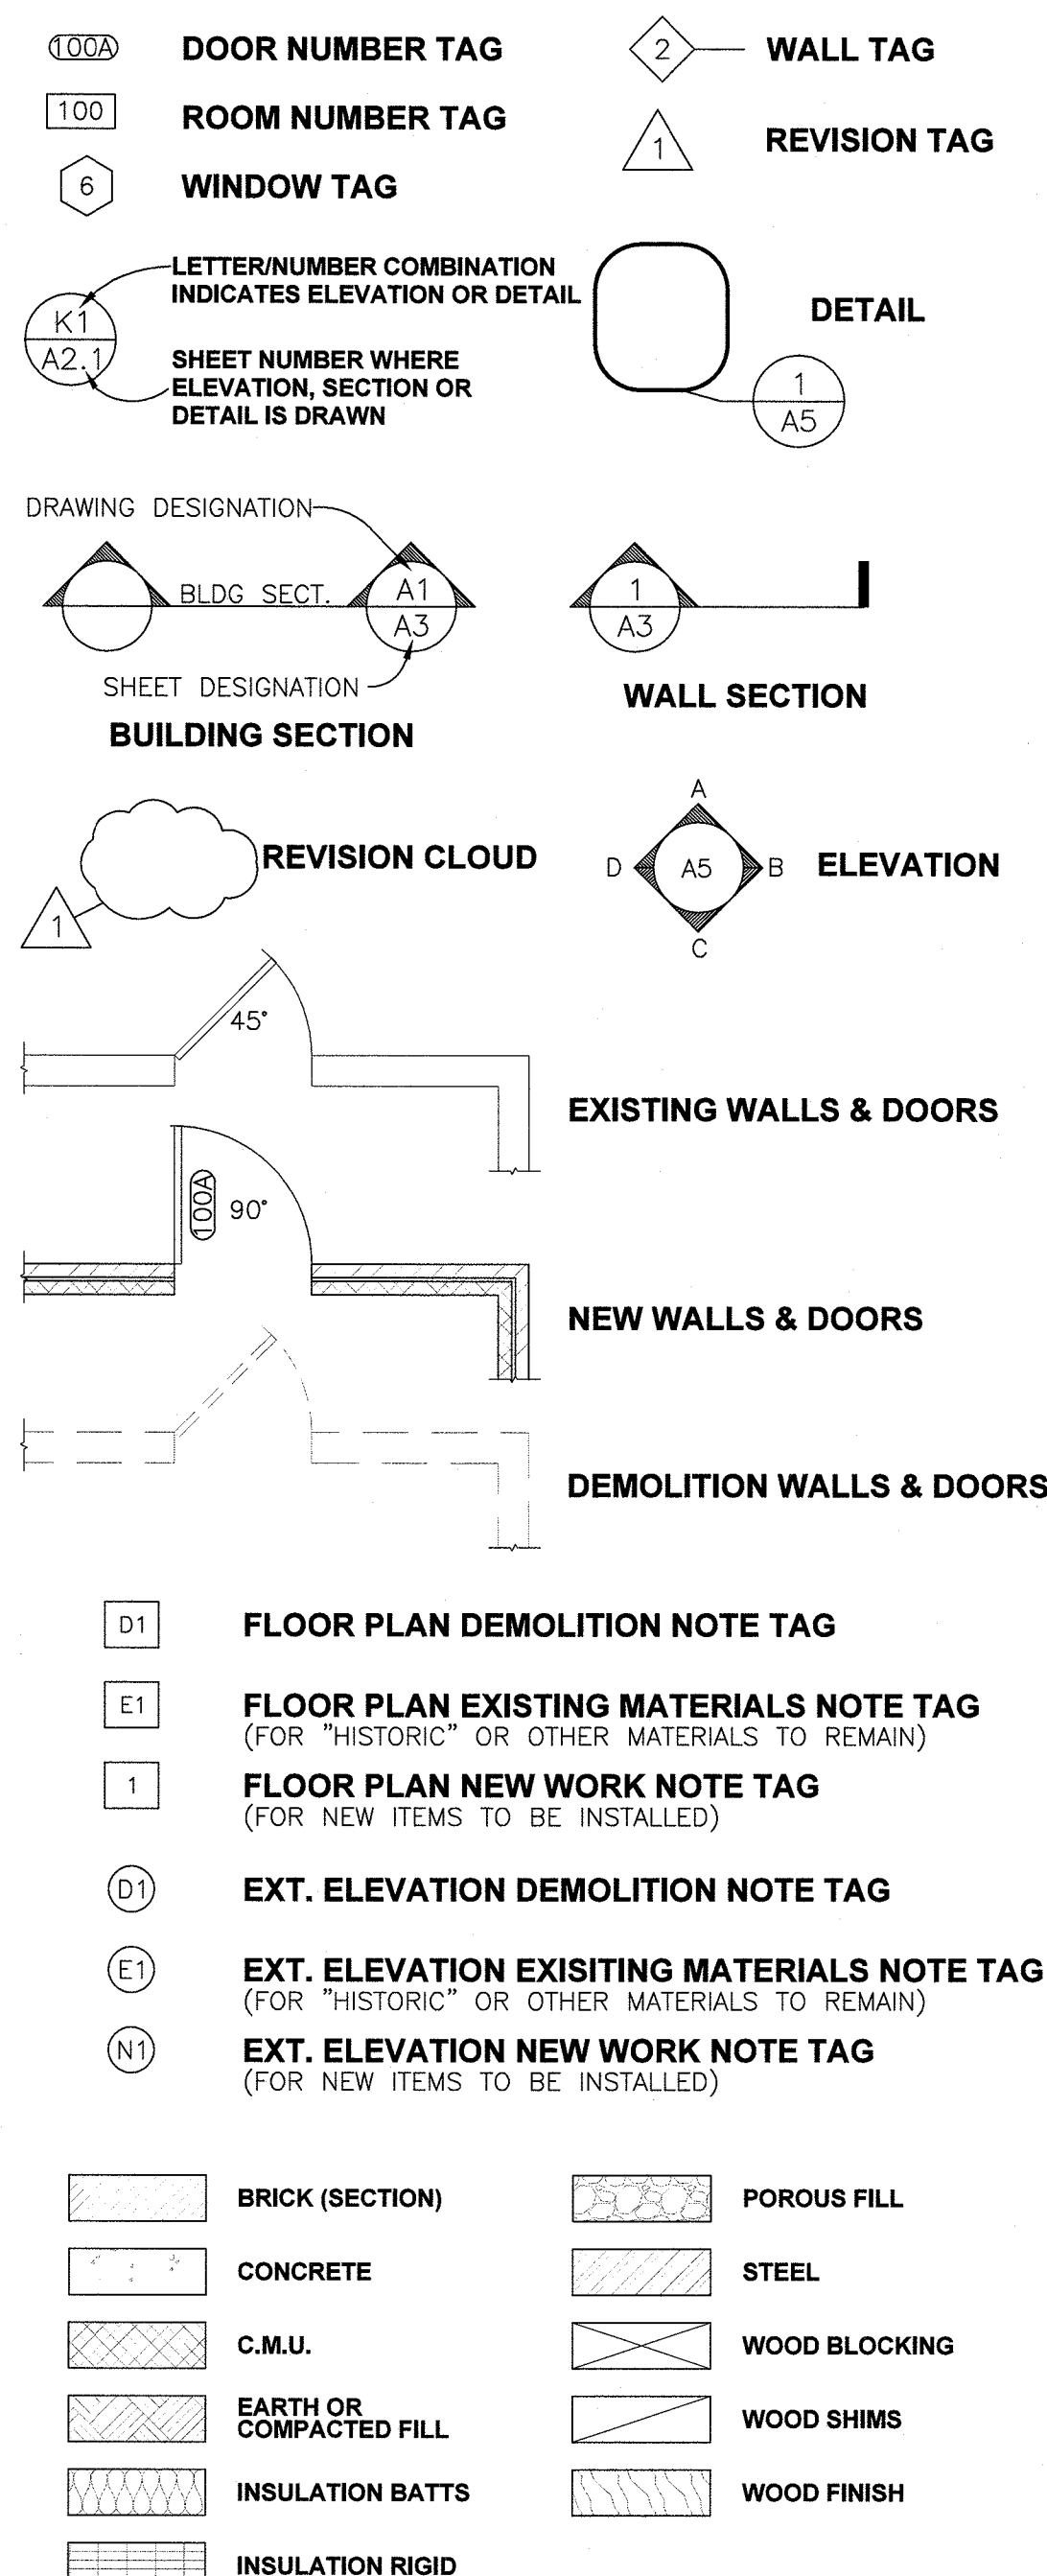 100A DOOR NUMBER TAG
2 WALL TAG
100 ROOM NUMBER TAG
1 REVISION TAG
6 WINDOW TAG
LETTER/NUMBER COMBINATION
INDICATES ELEVATION OR DETAIL
K1
A2.1
SHEET NUMBER WHERE
ELEVATION, SECTION OR
DETAIL IS DRAWN
DETAIL
1
A5
DRAWING DESIGNATION
BLDG SECT.
A1
A3
SHEET DESIGNATION
BUILDING SECTION
1
A3
WALL SECTION
REVISION CLOUD
1
A
D A5 B
C
ELEVATION
45°
EXISTING WALLS & DOORS
100A
90°
NEW WALLS & DOORS
DEMOLITION WALLS & DOORS
D1 FLOOR PLAN DEMOLITION NOTE TAG
E1 FLOOR PLAN EXISTING MATERIALS NOTE TAG
(FOR "HISTORIC" OR OTHER MATERIALS TO REMAIN)
1 FLOOR PLAN NEW WORK NOTE TAG
(FOR NEW ITEMS TO BE INSTALLED)
D1 EXT. ELEVATION DEMOLITION NOTE TAG
E1 EXT. ELEVATION EXISITING MATERIALS NOTE TAG
(FOR "HISTORIC" OR OTHER MATERIALS TO REMAIN)
N1 EXT. ELEVATION NEW WORK NOTE TAG
(FOR NEW ITEMS TO BE INSTALLED)
BRICK (SECTION)
CONCRETE
C.M.U.
EARTH OR
COMPACTED FILL
INSULATION BATTS
INSULATION RIGID
POROUS FILL
STEEL
WOOD BLOCKING
WOOD SHIMS
WOOD FINISH